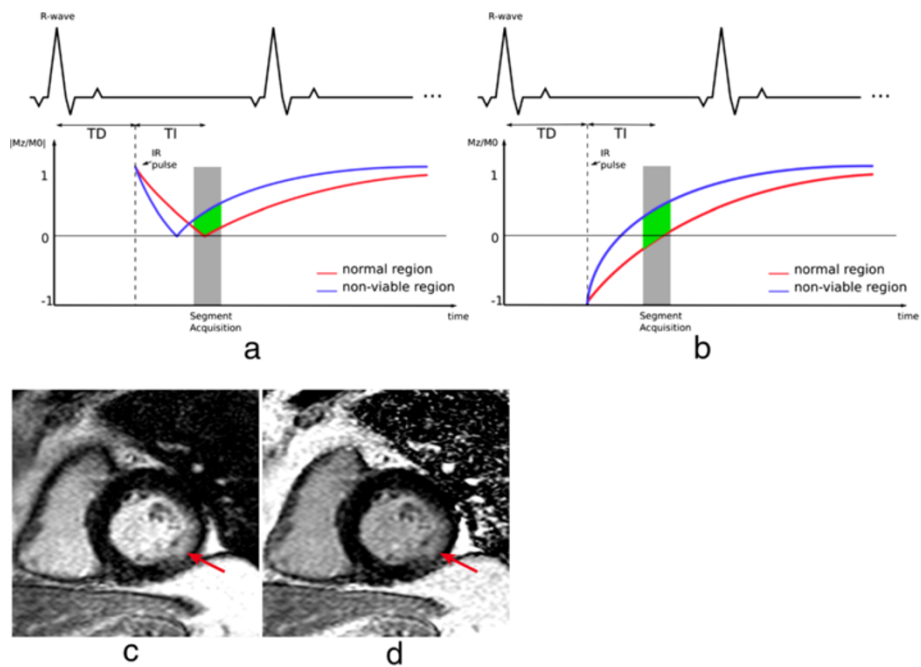 R-wave
...
TD
TI
|Mz/M0|
IR
pulse
1
0
-1
normal region
non-viable region
Segment
Acquisition
time
a
R-wave
...
TD
TI
|Mz/M0|
IR
pulse
1
0
-1
normal region
non-viable region
Segment
Acquisition
time
b
c
d